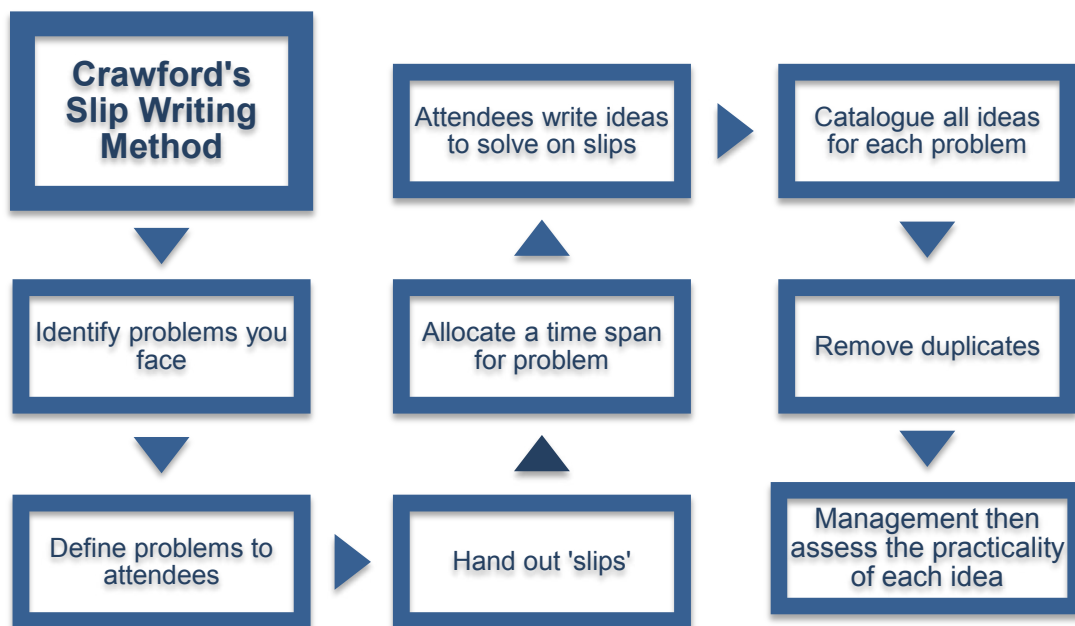 Crawford's
Slip Writing
Method
Identify problems you
face
Define problems to
attendees
Hand out 'slips'
Allocate a time span
for problem
Attendees write ideas
to solve on slips
Catalogue all ideas
for each problem
Remove duplicates
Management then
assess the practicality
of each idea